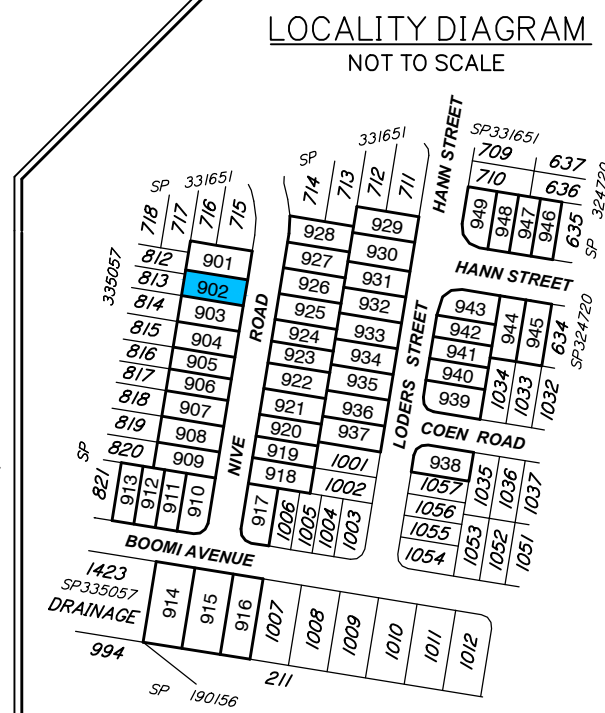 LOCALITY DIAGRAM
NOT TO SCALE
HANN STREET
SP331651
709 637
710 636
324720
SP
949 948 947 946 635
SP 331651
718 717 716 715
SP 331651
714 713 712 711
335057
812 901
813 902
814 903
815 904
816 905
817 906
818 907
819 908
820 909
SP
821 913 912 911 910
NIVE ROAD
928 929
927 930
926 931
925 932
924 933
923 934
922 935
921 936
920 937
919 1001
918 1002
917 1006 1005 1004 1003
LODERS STREET
HANN STREET
943 944 945 634
SP324720
942
941
940 1034 1033 1032
939
COEN ROAD
938 1035 1036 1037
1057
1056
1055 1053 1052 1051
1054
BOOMI AVENUE
1423
SP335057
DRAINAGE
914 915 916 1007 1008 1009 1010 1011 1012
994
211
SP 190156